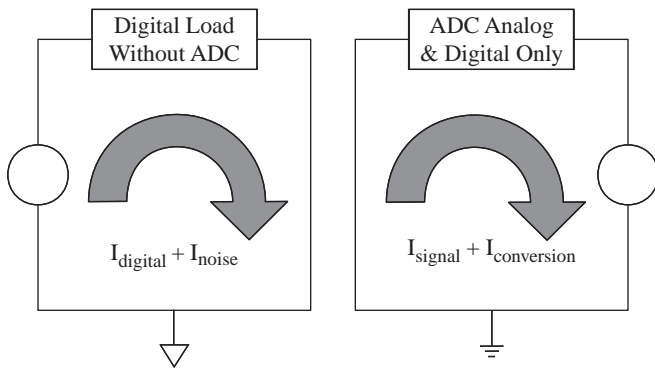 Digital Load
Without ADC
ADC Analog
& Digital Only
I_digital + I_noise
I_signal + I_conversion